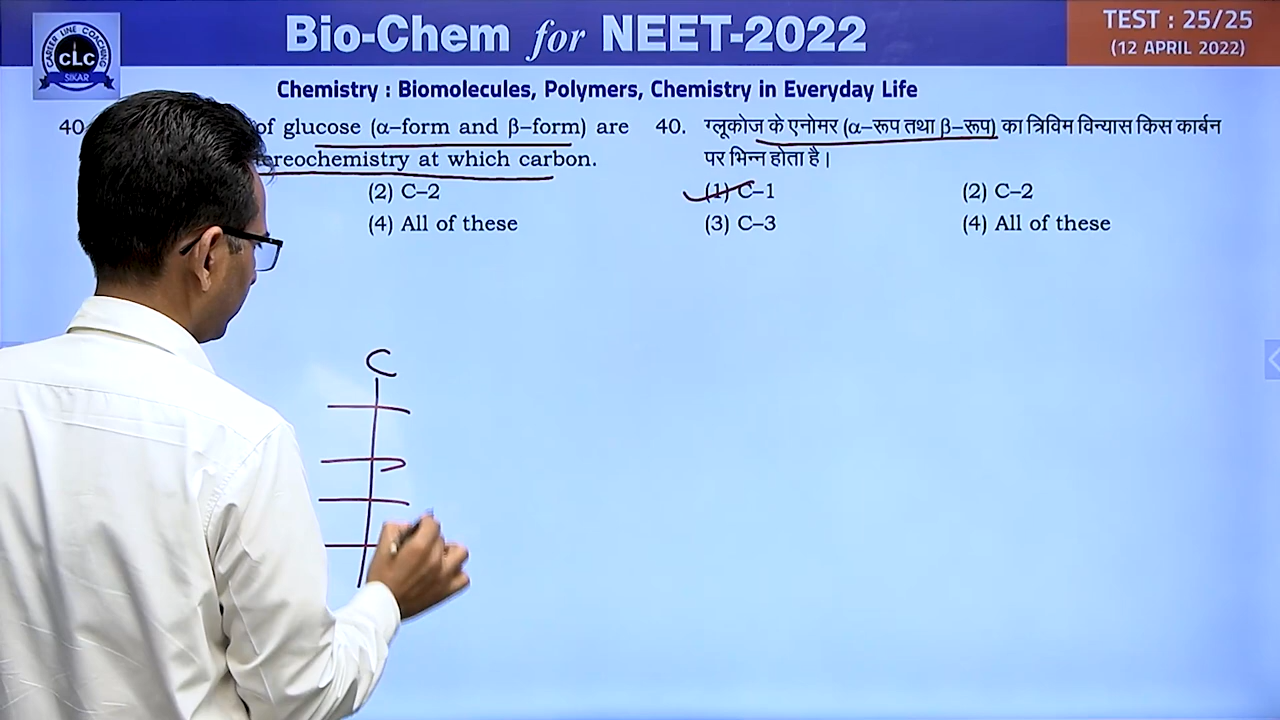 Bio-Chem for NEET-2022
TEST : 25/25
(12 APRIL 2022)
CAREER LINE COACHING
CLC
SIKAR
Chemistry : Biomolecules, Polymers, Chemistry in Everyday Life
40
of glucose (α–form and β–form) are
tereochemistry at which carbon.
(2) C–2
(4) All of these
40. ग्लूकोज के एनोमर (α–रूप तथा β–रूप) का त्रिविम विन्यास किस कार्बन
पर भिन्न होता है।
(1) C–1 (2) C–2
(3) C–3 (4) All of these
C